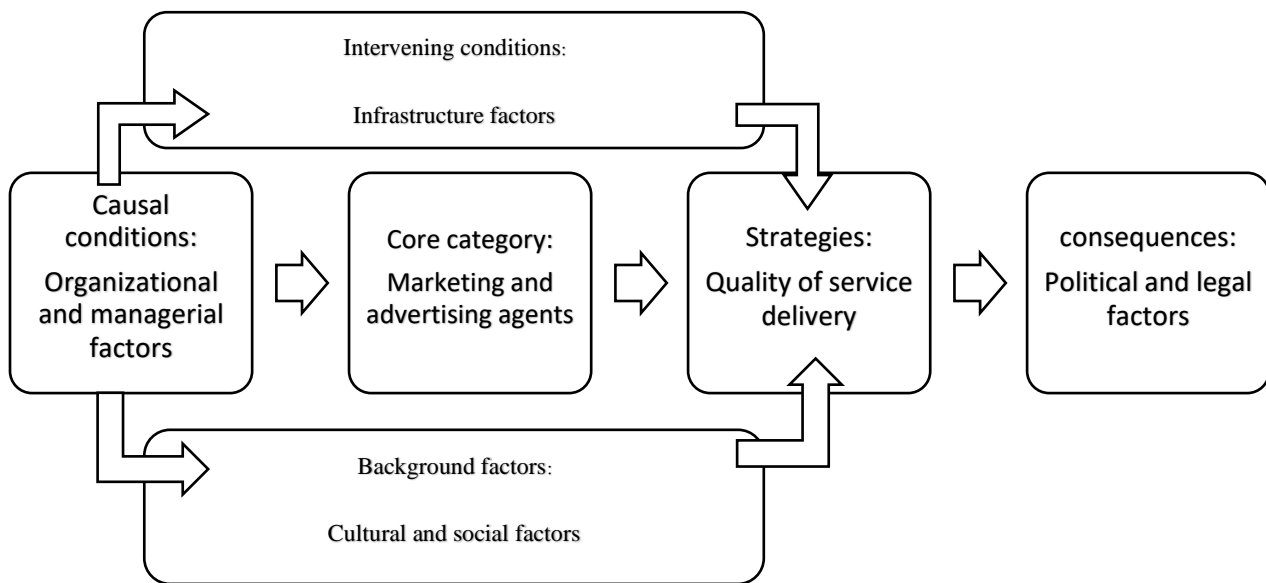 Intervening conditions:
Infrastructure factors
Causal
conditions:
Organizational
and managerial
factors
Core category:
Marketing and
advertising agents
Strategies:
Quality of service
delivery
consequences:
Political and legal
factors
Background factors:
Cultural and social factors